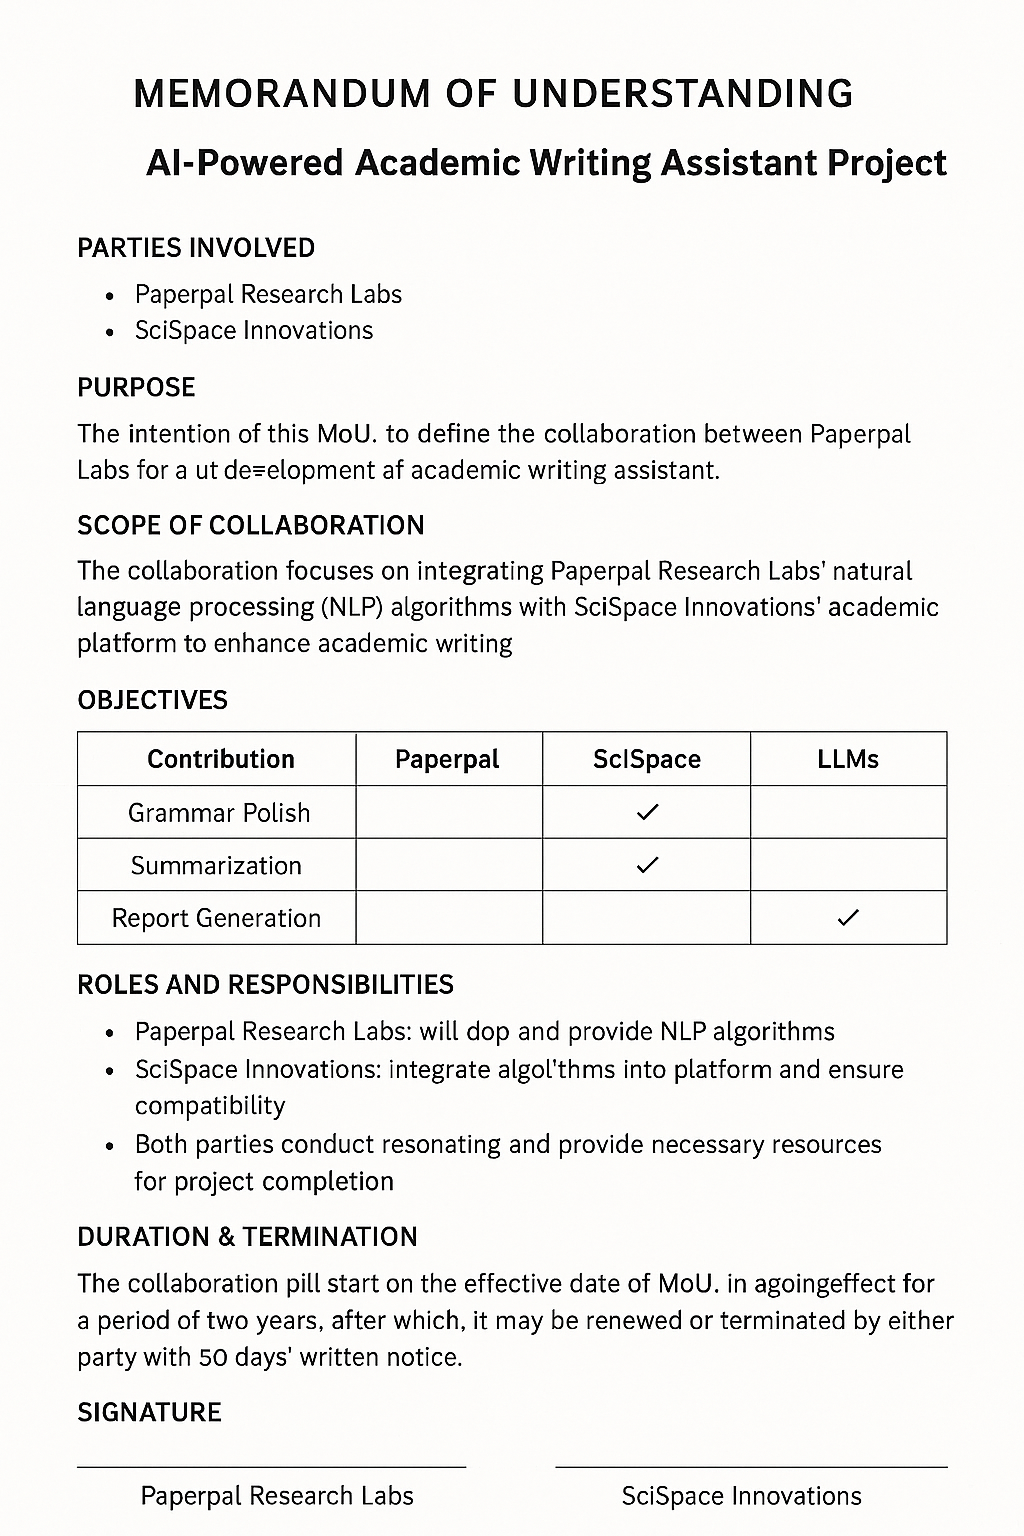 MEMORANDUM OF UNDERSTANDING
AI-Powered Academic Writing Assistant Project
PARTIES INVOLVED
• Paperpal Research Labs
• SciSpace Innovations
PURPOSE
The intention of this MoU. to define the collaboration between Paperpal
Labs for a ut de≡elopment af academic writing assistant.
SCOPE OF COLLABORATION
The collaboration focuses on integrating Paperpal Research Labs' natural
language processing (NLP) algorithms with SciSpace Innovations' academic
platform to enhance academic writing
OBJECTIVES
Contribution Paperpal ScISpace LLMs
Grammar Polish ✓
Summarization ✓
Report Generation ✓
ROLES AND RESPONSIBILITIES
• Paperpal Research Labs: will dop and provide NLP algorithms
• SciSpace Innovations: integrate algol'thms into platform and ensure
compatibility
• Both parties conduct resonating and provide necessary resources
for project completion
DURATION & TERMINATION
The collaboration pill start on the effective date of MoU. in agoingeffect for
a period of two years, after which, it may be renewed or terminated by either
party with 50 days' written notice.
SIGNATURE
Paperpal Research Labs SciSpace Innovations